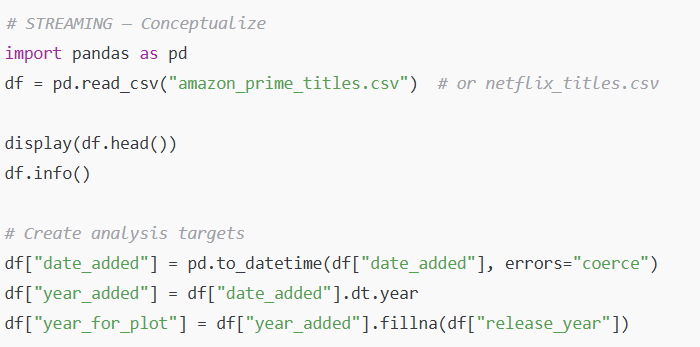 # STREAMING — Conceptualize
import pandas as pd
df = pd.read_csv("amazon_prime_titles.csv")  # or netflix_titles.csv
display(df.head())
df.info()
# Create analysis targets
df["date_added"] = pd.to_datetime(df["date_added"], errors="coerce")
df["year_added"] = df["date_added"].dt.year
df["year_for_plot"] = df["year_added"].fillna(df["release_year"])